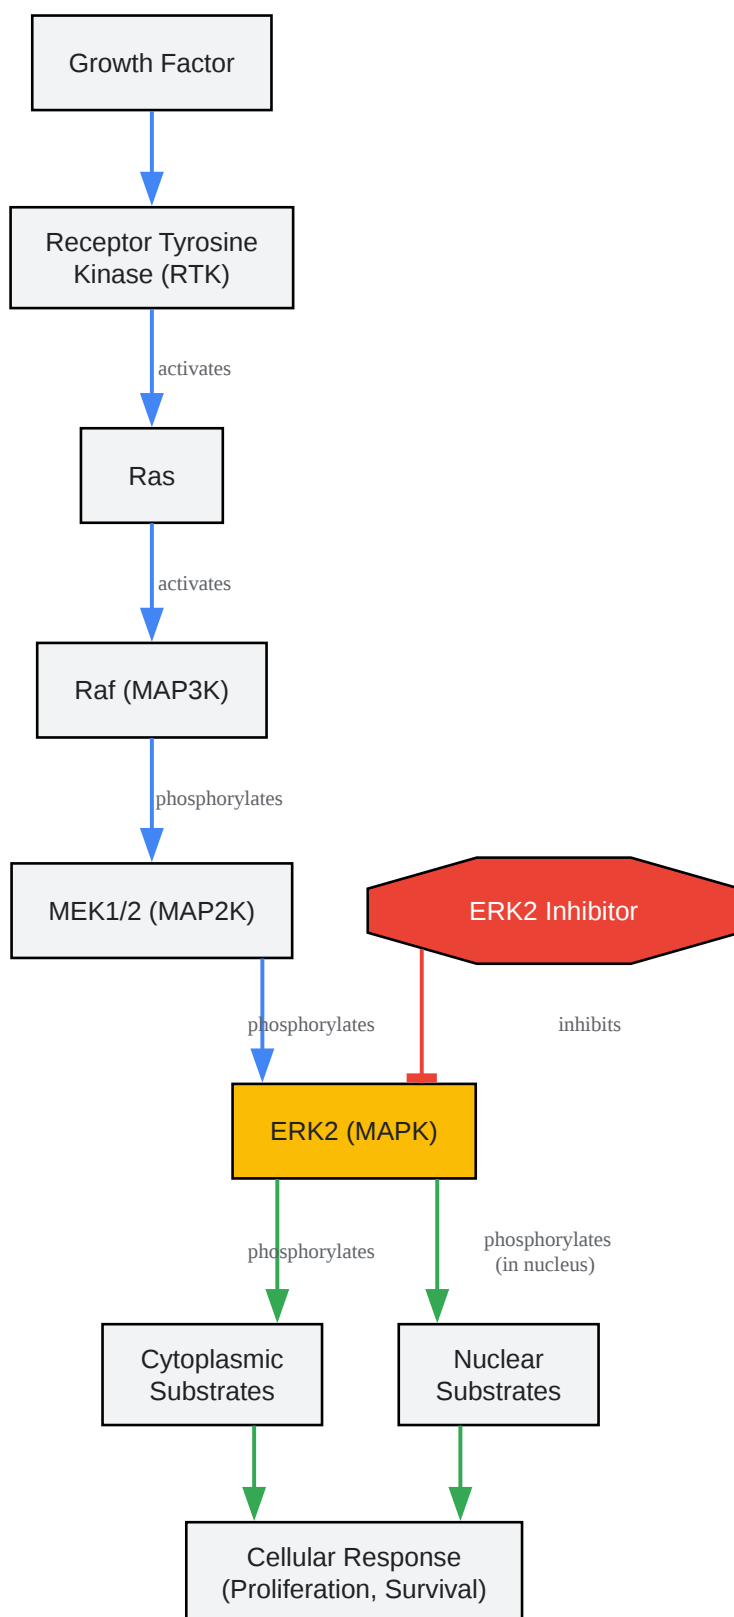 Growth Factor
Receptor Tyrosine
Kinase (RTK)
activates
Ras
activates
Raf (MAP3K)
phosphorylates
MEK1/2 (MAP2K)
ERK2 Inhibitor
phosphorylates
inhibits
ERK2 (MAPK)
phosphorylates
phosphorylates
(in nucleus)
Cytoplasmic
Substrates
Nuclear
Substrates
Cellular Response
(Proliferation, Survival)